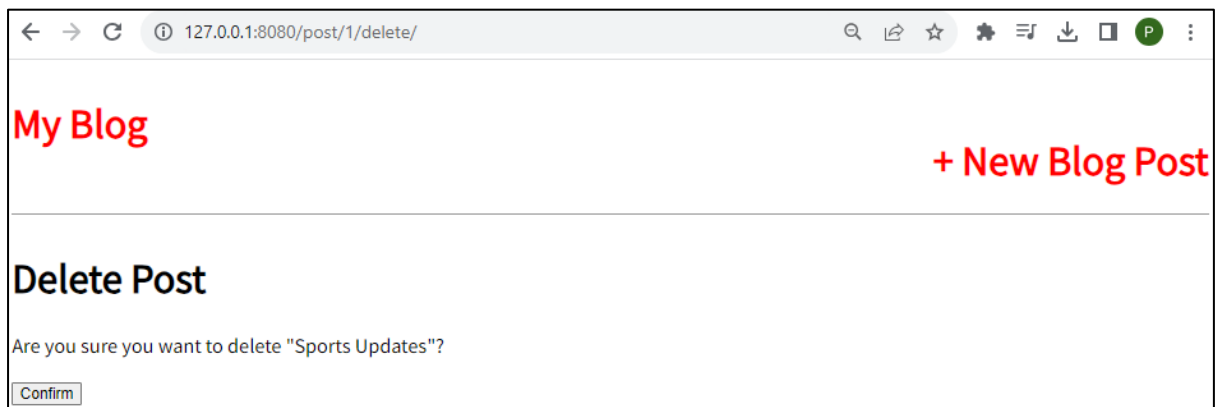 127.0.0.1:8080/post/1/delete/
P
My Blog
+ New Blog Post
Delete Post
Are you sure you want to delete "Sports Updates"?
Confirm